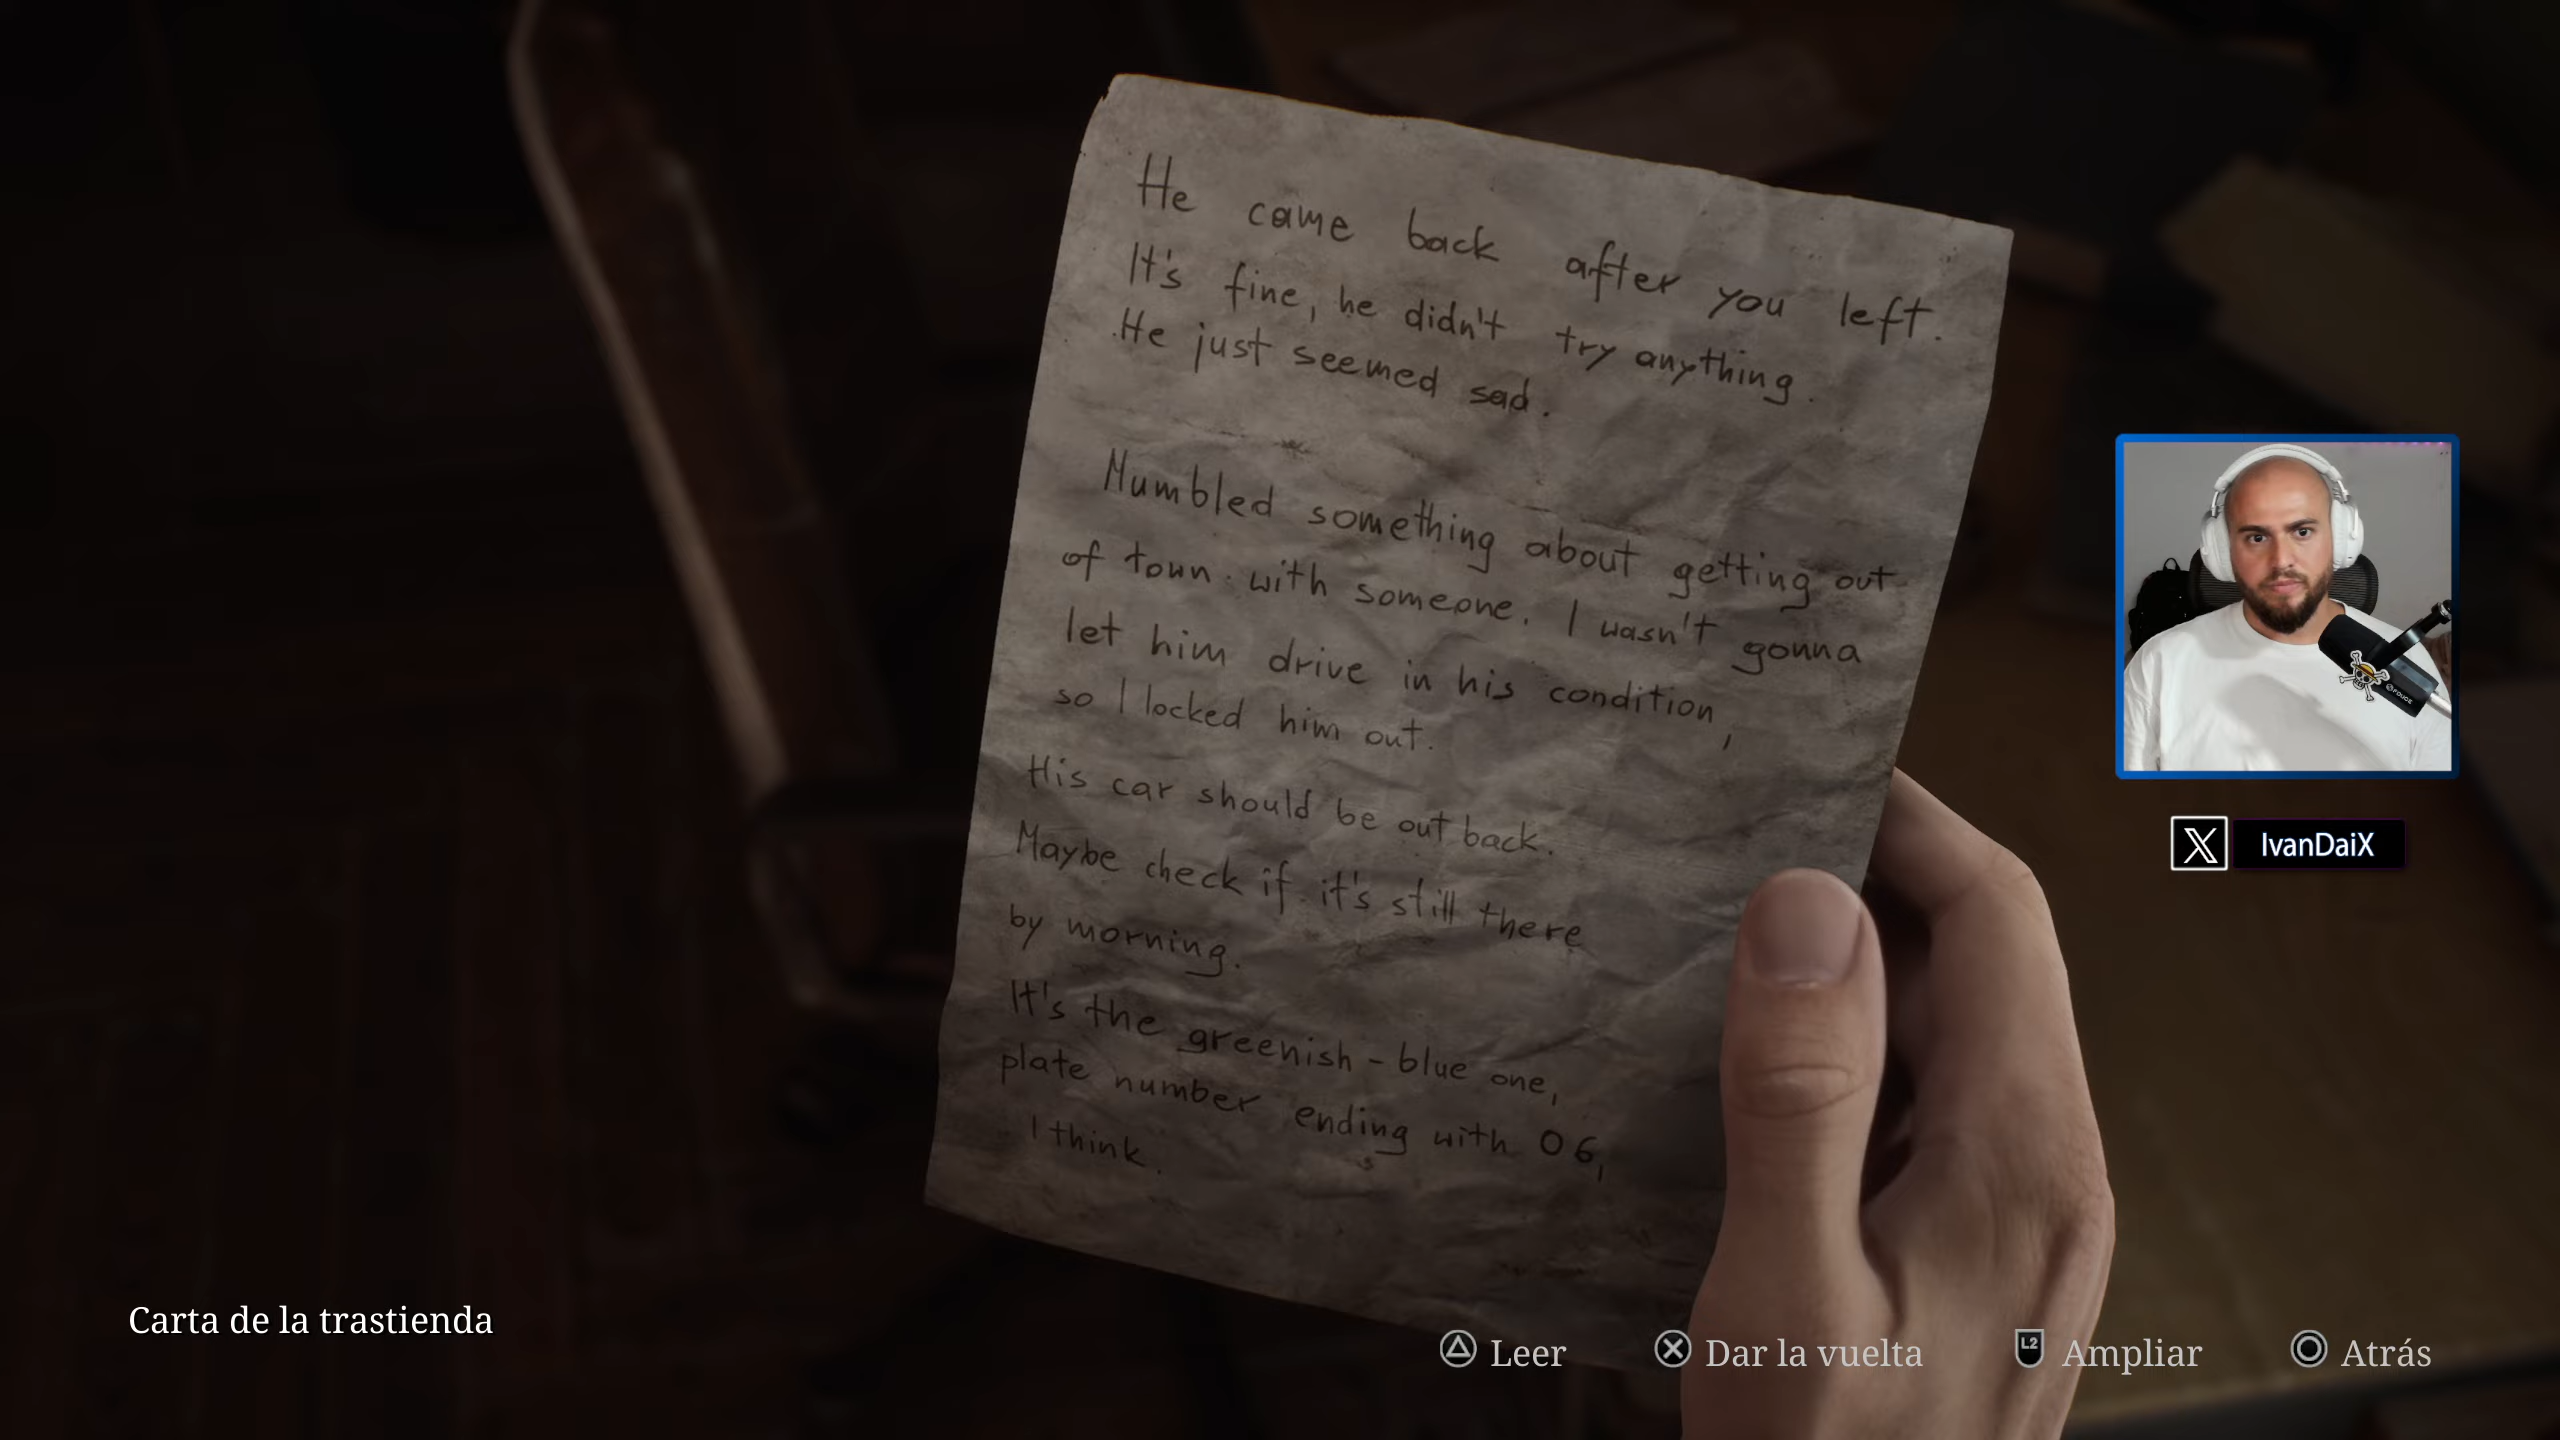 He came back after you left.
It's fine, he didn't try anything.
He just seemed sad.
Mumbled something about getting out
of town with someone. I wasn't gonna
let him drive in his condition,
so I locked him out.
His car should be out back.
Maybe check if it's still there
by morning.
It's the greenish-blue one,
plate number ending with 06,
I think.
X IvanDaiX
Carta de la trastienda
Leer
Dar la vuelta
L2 Ampliar
Atrás